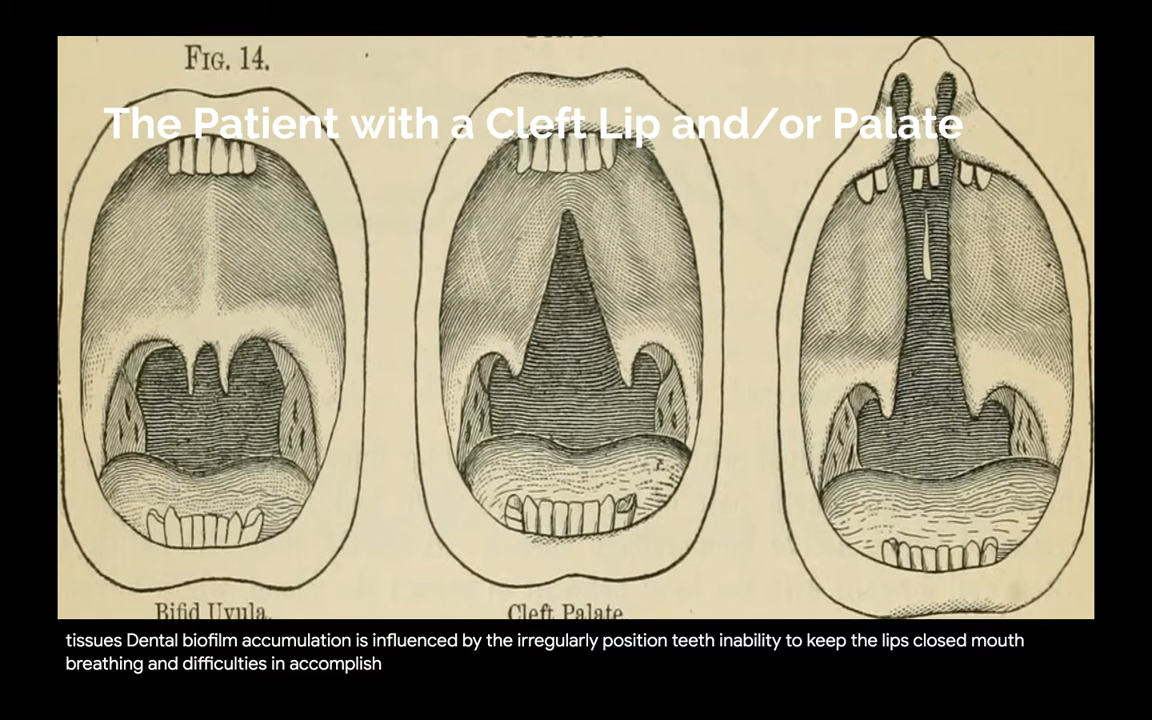 FIG. 14.
The Patient with a Cleft Lip and/or Palate
Bifid Uvula.
Cleft Palate.
tissues Dental biofilm accumulation is influenced by the irregularly position teeth inability to keep the lips closed mouth
breathing and difficulties in accomplish